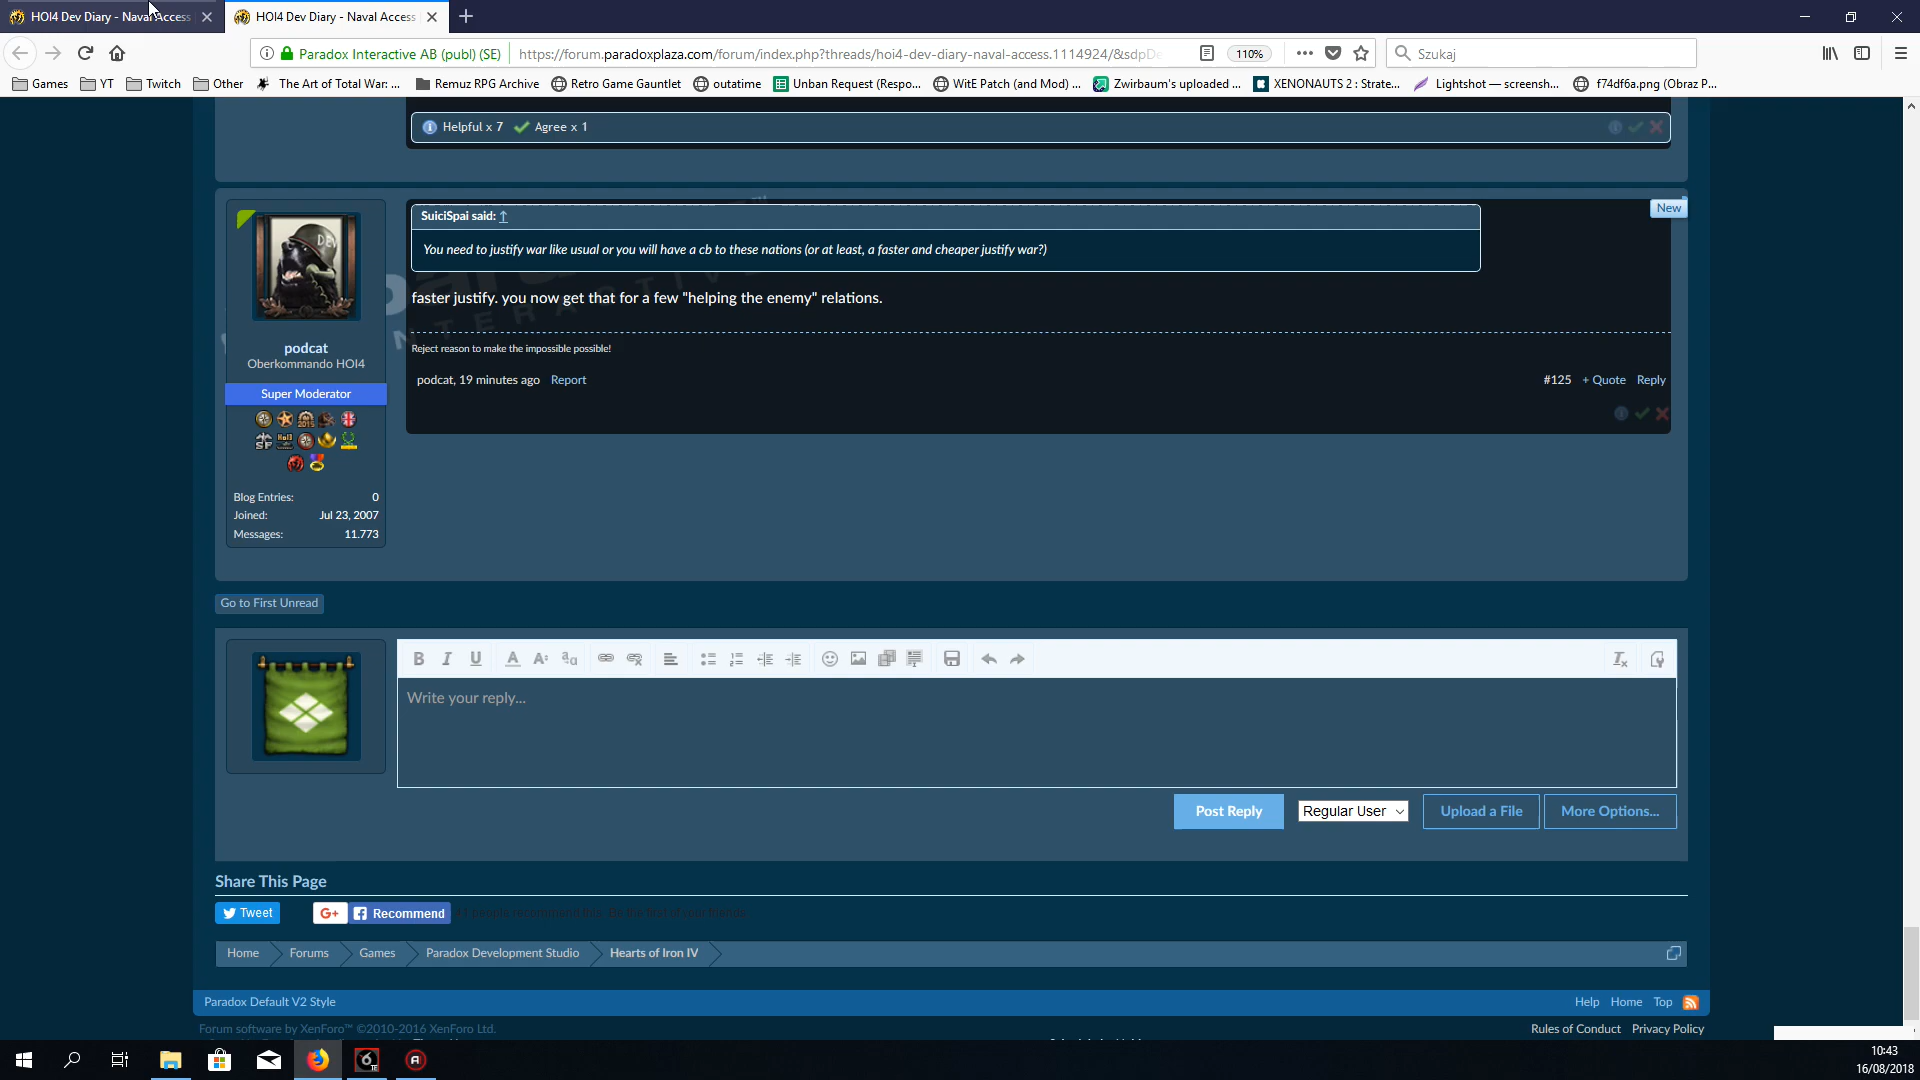 HOI4 Dev Diary - Naval Access
HOI4 Dev Diary - Naval Access
Paradox Interactive AB (publ) (SE)
https://forum.paradoxplaza.com/forum/index.php?threads/hoi4-dev-diary-naval-access.1114924/&sdpDe
110%
Szukaj
Games
YT
Twitch
Other
The Art of Total War: ...
Remuz RPG Archive
Retro Game Gauntlet
outatime
Unban Request (Respo...
WitE Patch (and Mod) ...
Zwirbaum's uploaded ...
XENONAUTS 2 : Strate...
Lightshot — screensh...
f74df6a.png (Obraz P...
Helpful x 7
Agree x 1
SuiciSpai said: ↑
New
You need to justify war like usual or you will have a cb to these nations (or at least, a faster and cheaper justify war?)
faster justify. you now get that for a few "helping the enemy" relations.
Reject reason to make the impossible possible!
podcat, 19 minutes ago Report
#125 + Quote Reply
podcat
Oberkommando HOI4
Super Moderator
Blog Entries: 0
Joined: Jul 23, 2007
Messages: 11.773
Go to First Unread
Write your reply...
Post Reply
Regular User
Upload a File
More Options...
Share This Page
Tweet
G+
Recommend
Home
Forums
Games
Paradox Development Studio
Hearts of Iron IV
Paradox Default V2 Style
Help Home Top
Forum software by XenForo™ ©2010-2016 XenForo Ltd.
Rules of Conduct Privacy Policy
10:43
16/08/2018